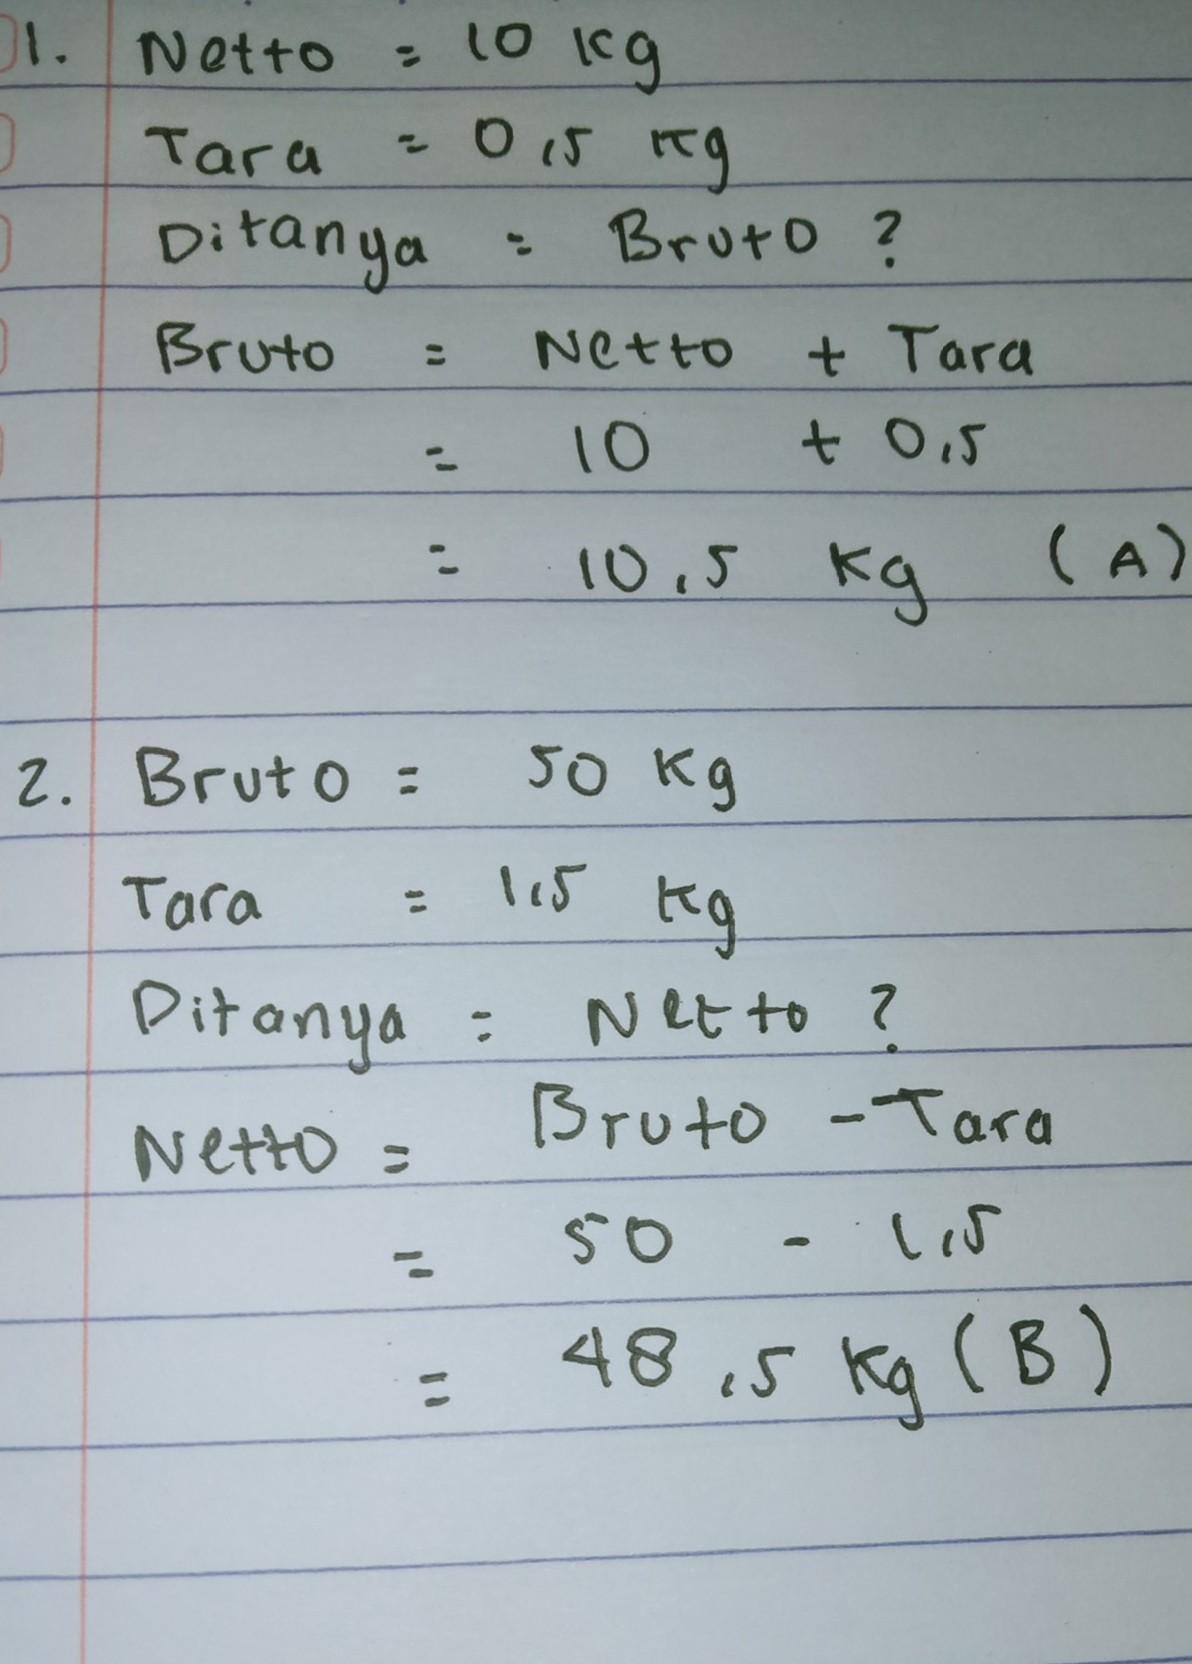 1. Netto = 10 kg
Tara = 0,5 kg
Ditanya = Bruto ?
Bruto = Netto + Tara
= 10 + 0,5
= 10,5 kg (A)
2. Bruto = 50 kg
Tara = 1,5 kg
Ditanya = Netto ?
Netto = Bruto - Tara
= 50 - 1,5
= 48,5 kg (B)